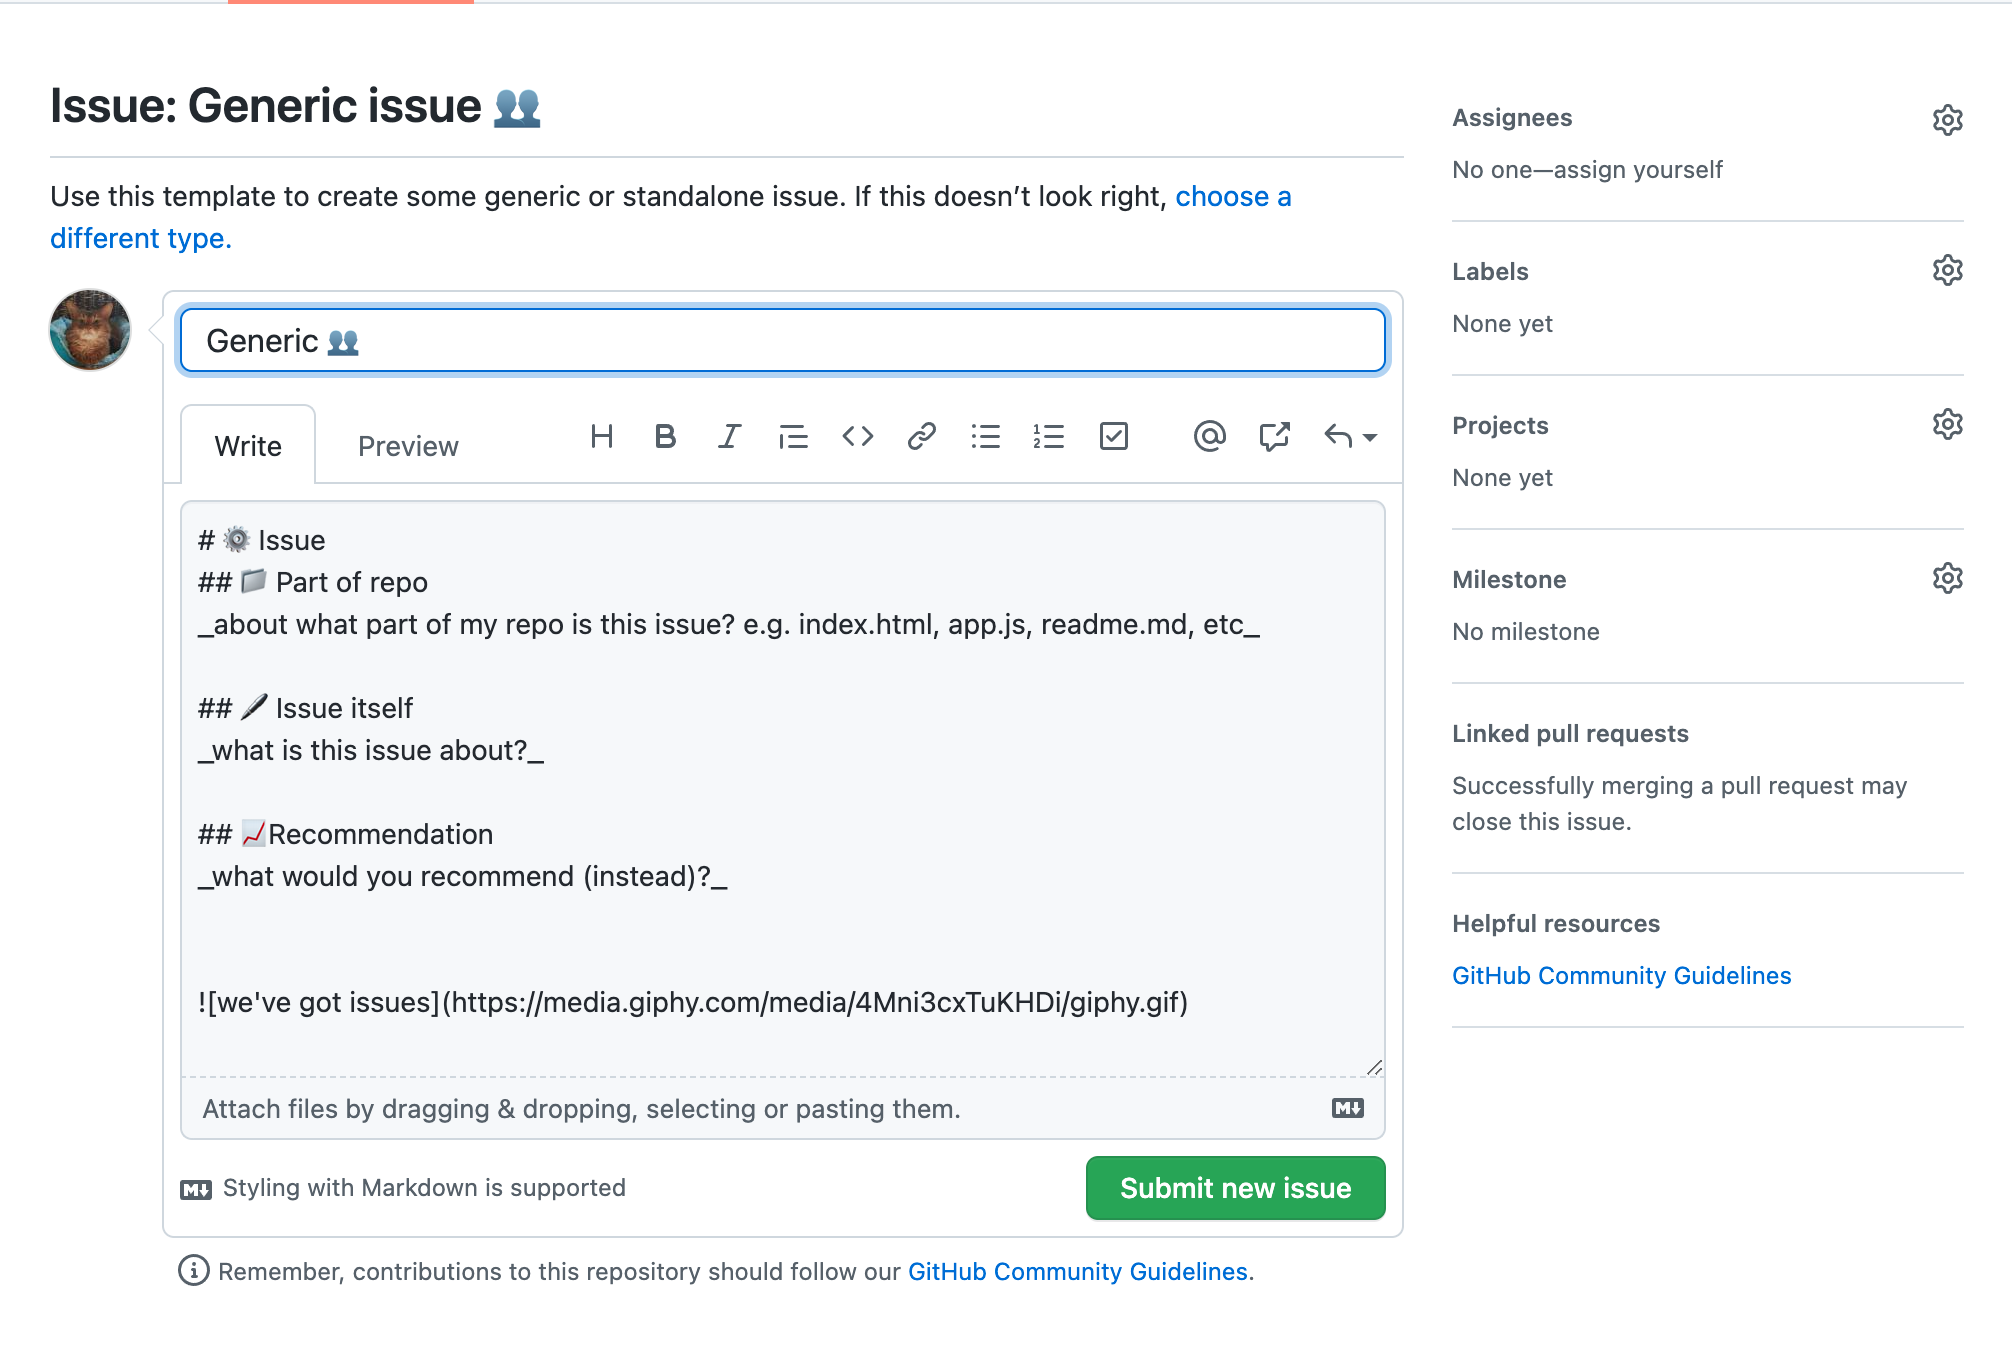 Issue: Generic issue 👥
Use this template to create some generic or standalone issue. If this doesn’t look right, choose a
different type.
Generic 👥
Write Preview
# ⚙️ Issue
## 📁 Part of repo
_about what part of my repo is this issue? e.g. index.html, app.js, readme.md, etc_
## 🖊 Issue itself
_what is this issue about?_
## 📈Recommendation
_what would you recommend (instead)?_
![we've got issues](https://media.giphy.com/media/4Mni3cxTuKHDi/giphy.gif)
Attach files by dragging & dropping, selecting or pasting them.
Styling with Markdown is supported
Submit new issue
Remember, contributions to this repository should follow our GitHub Community Guidelines.
Assignees
No one—assign yourself
Labels
None yet
Projects
None yet
Milestone
No milestone
Linked pull requests
Successfully merging a pull request may
close this issue.
Helpful resources
GitHub Community Guidelines